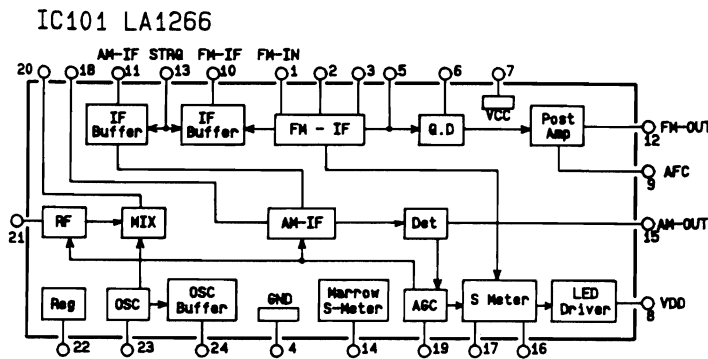 IC101 LA1266
AM-IF STRQ FM-IF FM-IN
20 18 11 13 10 1 2 3 5 6 7
IF Buffer
IF Buffer
FM - IF
Q.D
VCC
Post Amp
FM-OUT
12
AFC
9
RF
MIX
AM-IF
Det
AM-OUT
15
21
Reg
OSC
OSC Buffer
GND
Marrow S-Meter
AGC
S Meter
LED Driver
VDD
8
22 23 24 4 14 19 17 16